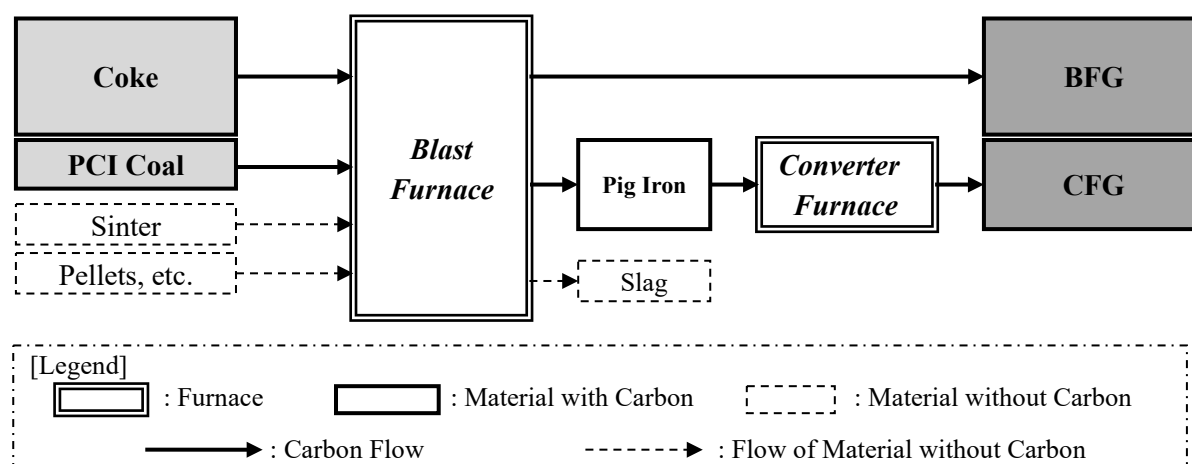 Coke
PCI Coal
Sinter
Pellets, etc.
Blast
Furnace
Pig Iron
Slag
Converter
Furnace
BFG
CFG
[Legend]
: Furnace
: Material with Carbon
: Material without Carbon
: Carbon Flow
: Flow of Material without Carbon